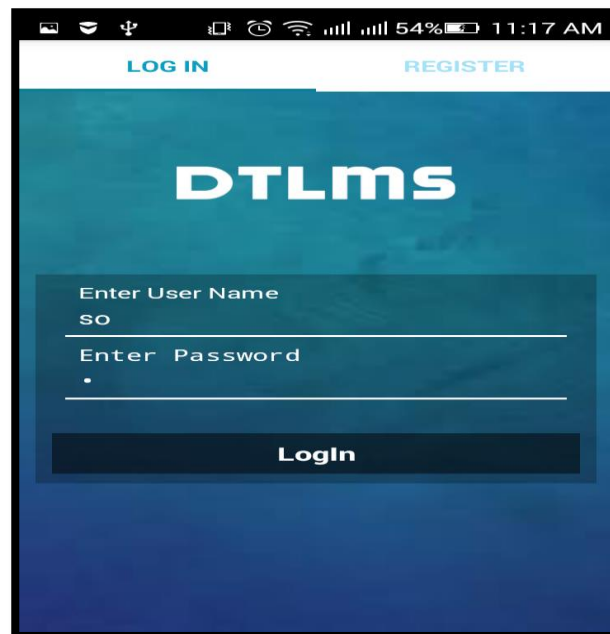 54% 11:17 AM
LOG IN REGISTER
DTLMS
Enter User Name
so
Enter Password
•
LogIn